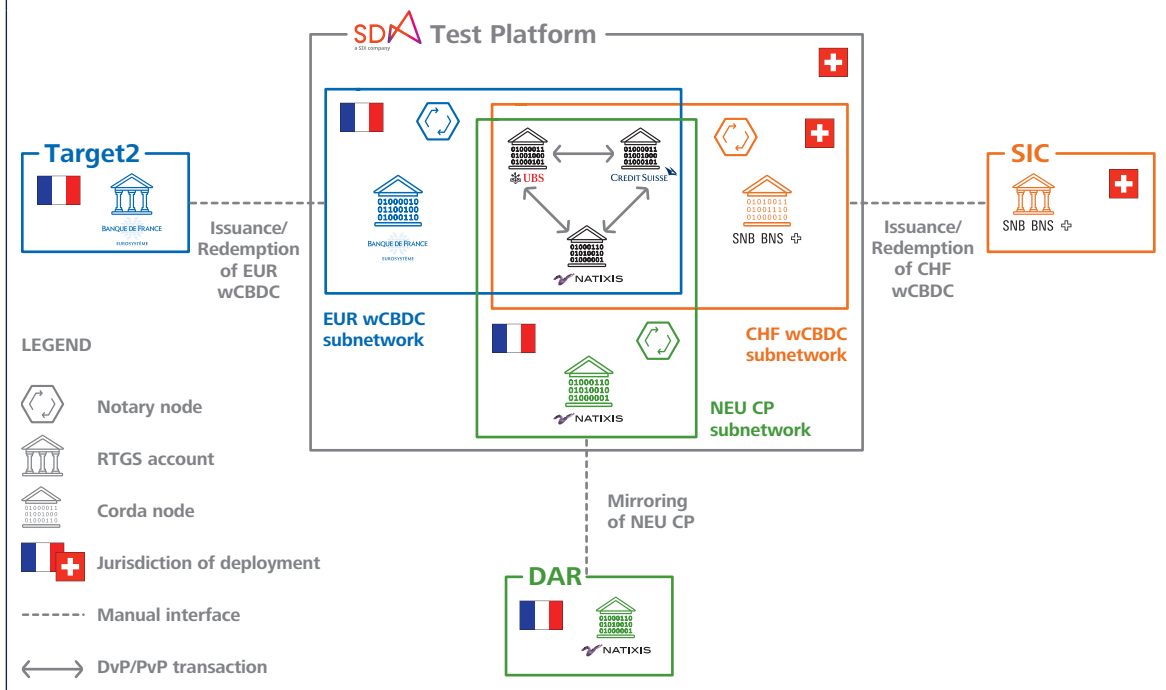 SDX Test Platform
a SIX company
Target2
BANQUE DE FRANCE
EUROSYSTÈME
Issuance/
Redemption
of EUR
wCBDC
01000010
01100100
01000110
BANQUE DE FRANCE
EUROSYSTÈME
01000011
01001000
01000101
UBS
01000011
01001000
01000101
CREDIT SUISSE
01000110
01010010
01000001
NATIXIS
01010011
01001110
01000010
SNB BNS
Issuance/
Redemption
of CHF
wCBDC
SIC
SNB BNS
EUR wCBDC
subnetwork
CHF wCBDC
subnetwork
01000110
01010010
01000001
NATIXIS
NEU CP
subnetwork
Mirroring
of NEU CP
DAR
01000110
01010010
01000001
NATIXIS
LEGEND
Notary node
RTGS account
01000011
01001000
01000110
Corda node
Jurisdiction of deployment
Manual interface
DvP/PvP transaction